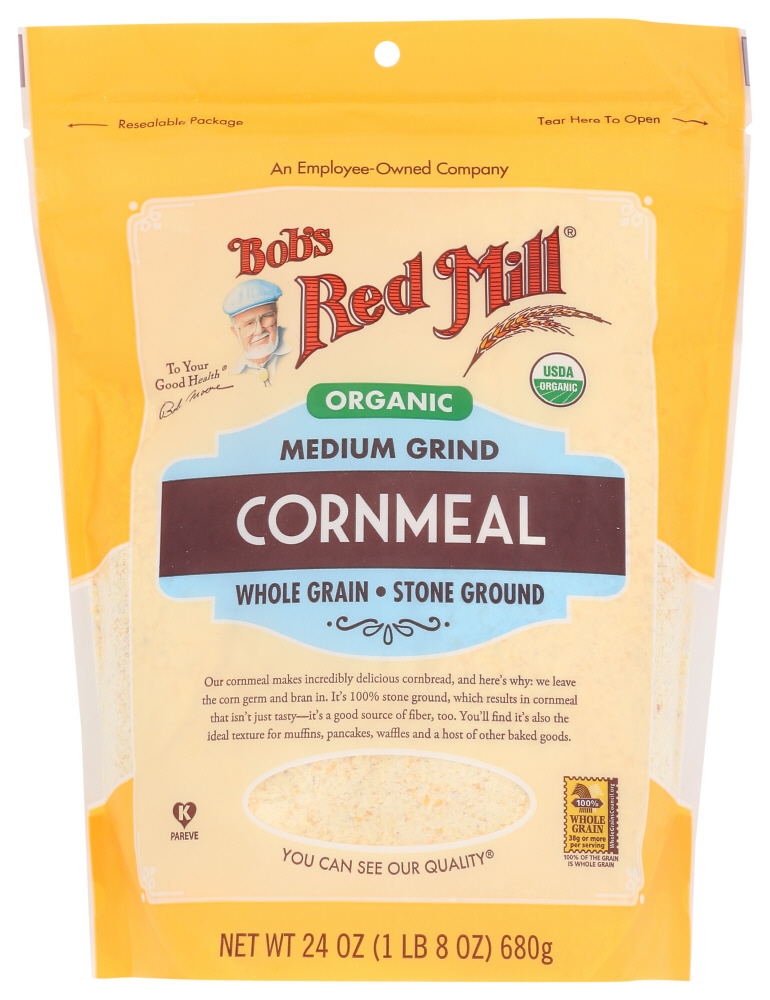 Resealable Package
Tear Here To Open
An Employee-Owned Company
Bob's
Red Mill®
To Your
Good Health®
Bob Moore
USDA
ORGANIC
ORGANIC
MEDIUM GRIND
CORNMEAL
WHOLE GRAIN • STONE GROUND
Our cornmeal makes incredibly delicious cornbread, and here's why: we leave
the corn germ and bran in. It's 100% stone ground, which results in cornmeal
that isn't just tasty—it's a good source of fiber, too. You'll find it's also the
ideal texture for muffins, pancakes, waffles and a host of other baked goods.
K
PAREVE
YOU CAN SEE OUR QUALITY®
100%
WHOLE
GRAIN
38g or more
per serving
WholeGrainsCouncil.org
100% OF THE GRAIN
IS WHOLE GRAIN
NET WT 24 OZ (1 LB 8 OZ) 680g